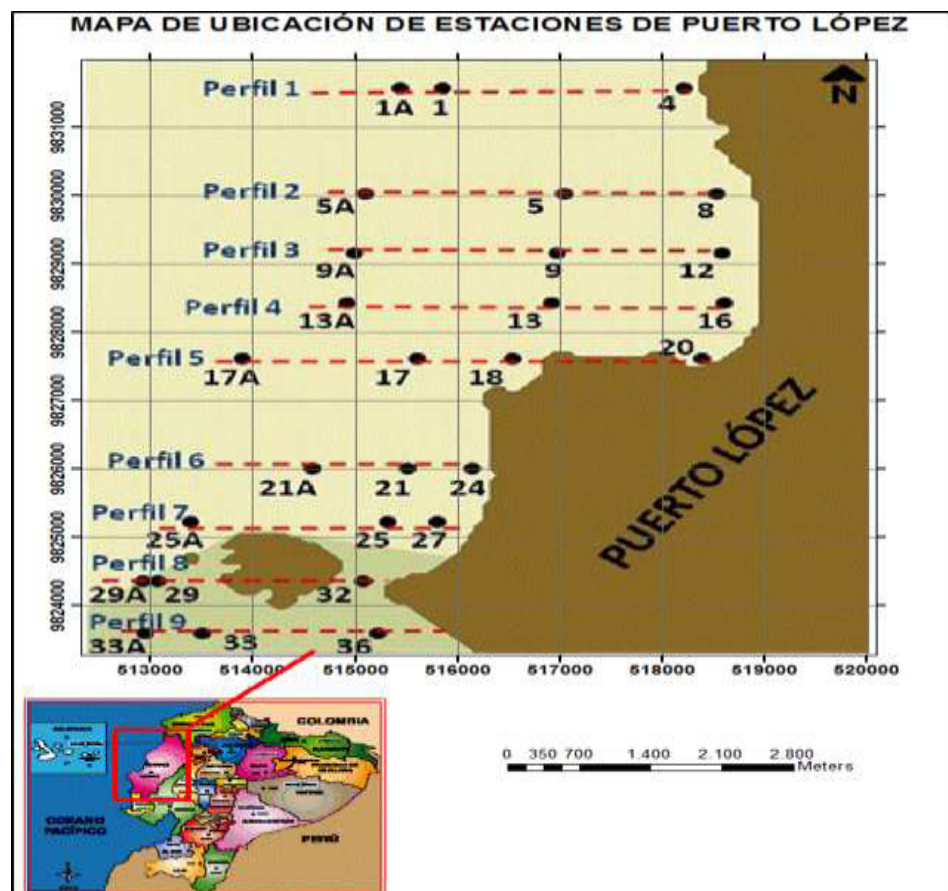 MAPA DE UBICACIÓN DE ESTACIONES DE PUERTO LÓPEZ
Perfil 1
1A 1 4
N
9831000
Perfil 2
5A 5 8
9830000
Perfil 3
9A 9 12
9829000
Perfil 4
13A 13 16
9828000
Perfil 5
17A 17 18 20
9827000
PUERTO LÓPEZ
Perfil 6
21A 21 24
9826000
Perfil 7
25A 25 27
9825000
Perfil 8
29A 29 32
9824000
Perfil 9
33A 33 36
513000 514000 515000 516000 517000 518000 519000 520000
COLOMBIA
OCEANO
PACÍFICO
PERÚ
0 350 700 1.400 2.100 2.800
Meters